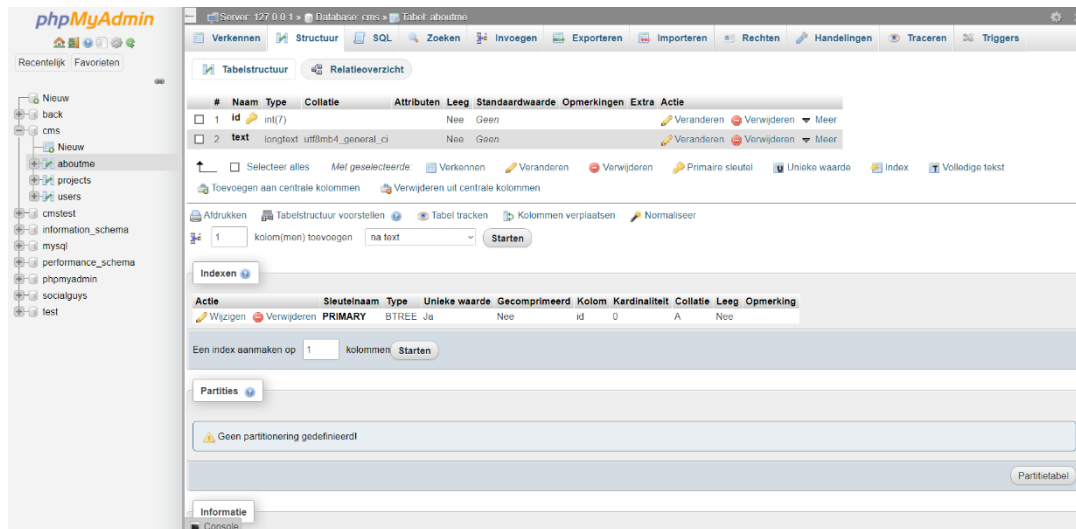 phpMyAdmin
Recentelijk Favorieten
Nieuw
back
cms
Nieuw
aboutme
projects
users
cmstest
information_schema
mysql
performance_schema
phpmyadmin
socialguys
test
Server: 127.0.0.1 » Database: cms » Tabel: aboutme
Verkennen Structuur SQL Zoeken Invoegen Exporteren Importeren Rechten Handelingen Traceren Triggers
Tabelstructuur Relatieoverzicht
# Naam Type Collatie Attributen Leeg Standaardwaarde Opmerkingen Extra Actie
1 id int(7) Nee Geen Veranderen Verwijderen Meer
2 text longtext utf8mb4_general_ci Nee Geen Veranderen Verwijderen Meer
Selecteer alles Met geselecteerde: Verkennen Veranderen Verwijderen Primaire sleutel Unieke waarde Index Volledige tekst
Toevoegen aan centrale kolommen Verwijderen uit centrale kolommen
Afdrukken Tabelstructuur voorstellen Tabel tracken Kolommen verplaatsen Normaliseer
1 kolom(men) toevoegen na text Starten
Indexen
Actie Sleutelnaam Type Unieke waarde Gecomprimeerd Kolom Kardinaliteit Collatie Leeg Opmerking
Wijzigen Verwijderen PRIMARY BTREE Ja Nee id 0 A Nee
Een index aanmaken op 1 kolommen Starten
Partities
Geen partitionering gedefinieerd!
Partitietabel
Informatie
Console